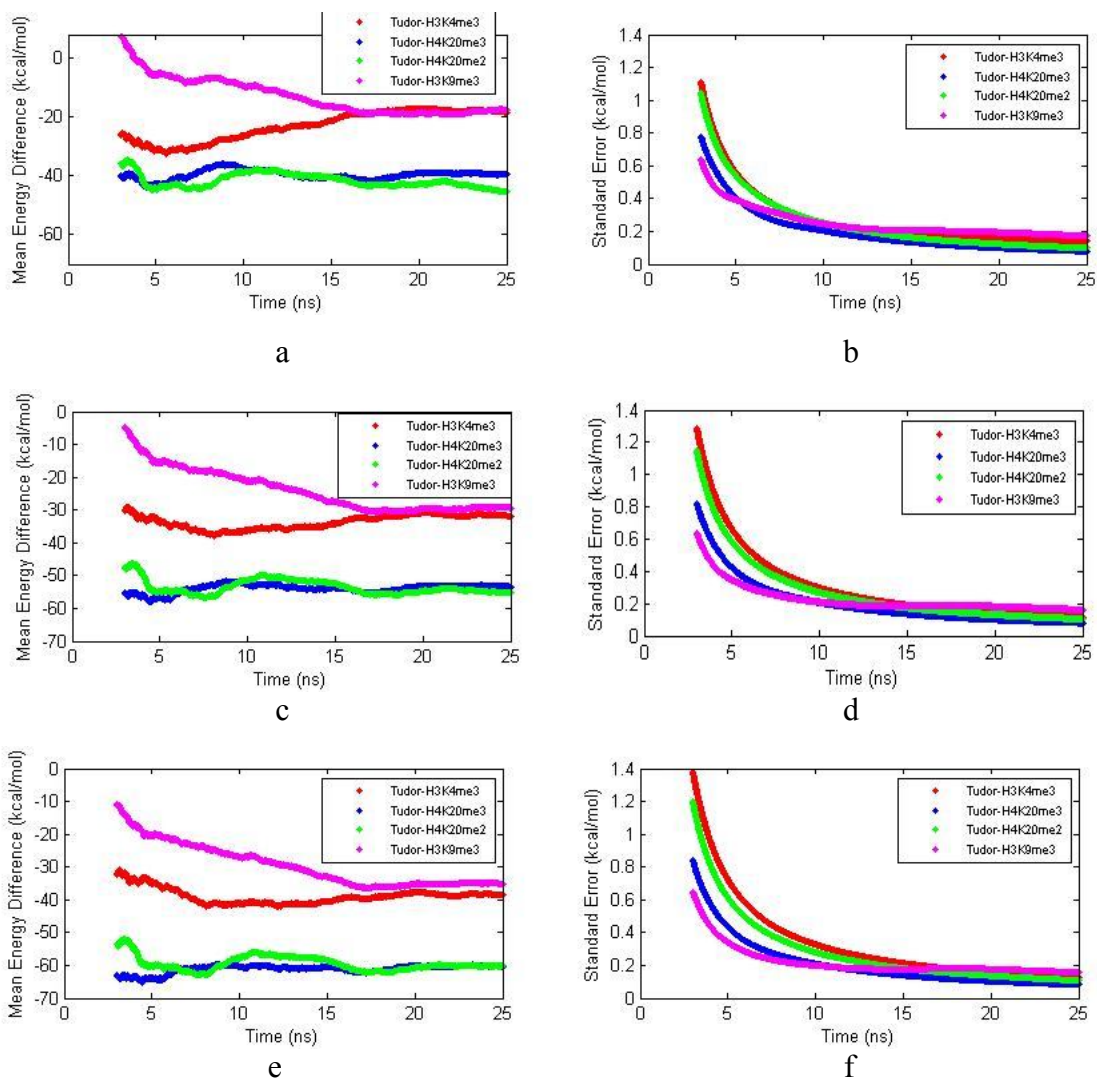 Mean Energy Difference (kcal/mol)
0
-20
-40
-60
0 5 10 15 20 25
Time (ns)
Tudor-H3K4me3
Tudor-H4K20me3
Tudor-H4K20me2
Tudor-H3K9me3
a
Standard Error (kcal/mol)
1.4
1.2
1
0.8
0.6
0.4
0.2
0
0 5 10 15 20 25
Time (ns)
Tudor-H3K4me3
Tudor-H4K20me3
Tudor-H4K20me2
Tudor-H3K9me3
b
Mean Energy Difference (kcal/mol)
0
-10
-20
-30
-40
-50
-60
-70
0 5 10 15 20 25
Time (ns)
Tudor-H3K4me3
Tudor-H4K20me3
Tudor-H4K20me2
Tudor-H3K9me3
c
Standard Error (kcal/mol)
1.4
1.2
1
0.8
0.6
0.4
0.2
0
0 5 10 15 20 25
Time (ns)
Tudor-H3K4me3
Tudor-H4K20me3
Tudor-H4K20me2
Tudor-H3K9me3
d
Mean Energy Difference (kcal/mol)
0
-10
-20
-30
-40
-50
-60
-70
0 5 10 15 20 25
Time (ns)
Tudor-H3K4me3
Tudor-H4K20me3
Tudor-H4K20me2
Tudor-H3K9me3
e
Standard Error (kcal/mol)
1.4
1.2
1
0.8
0.6
0.4
0.2
0
0 5 10 15 20 25
Time (ns)
Tudor-H3K4me3
Tudor-H4K20me3
Tudor-H4K20me2
Tudor-H3K9me3
f